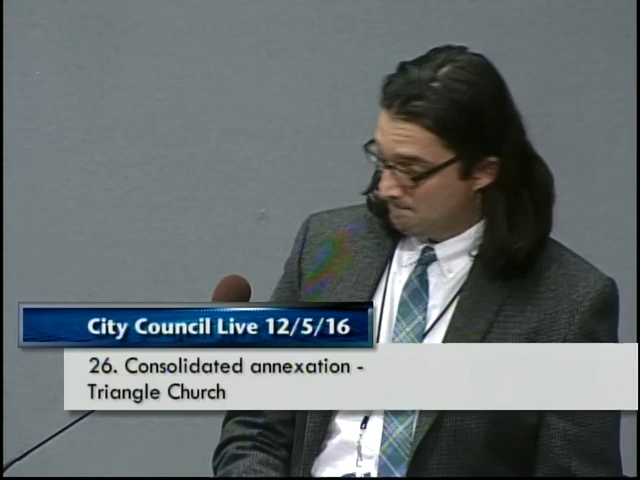 City Council Live 12/5/16
26. Consolidated annexation -
Triangle Church